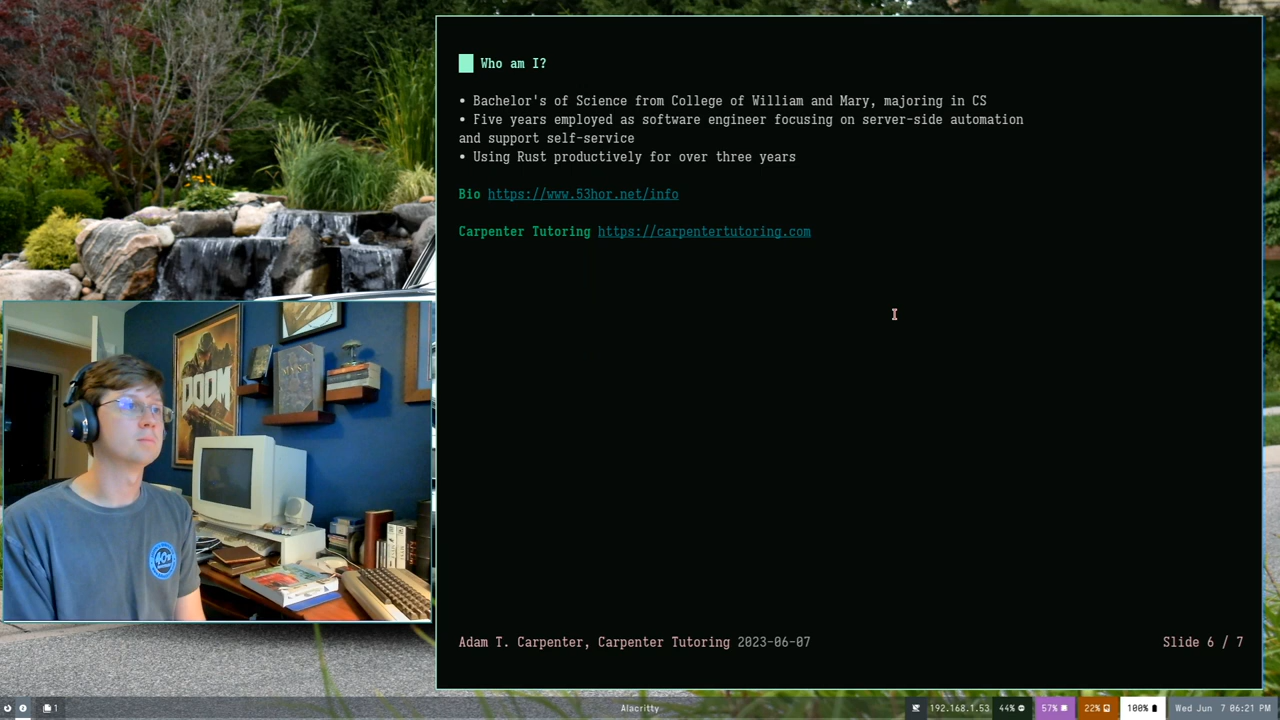 Who am I?
• Bachelor's of Science from College of William and Mary, majoring in CS
• Five years employed as software engineer focusing on server-side automation
and support self-service
• Using Rust productively for over three years
Bio https://www.53hor.net/info
Carpenter Tutoring https://carpentertutoring.com
DOOM
MYST
Adam T. Carpenter, Carpenter Tutoring 2023-06-07
Slide 6 / 7
1
Alacritty
192.168.1.53
44%
57%
22%
100%
Wed Jun 7 06:21 PM